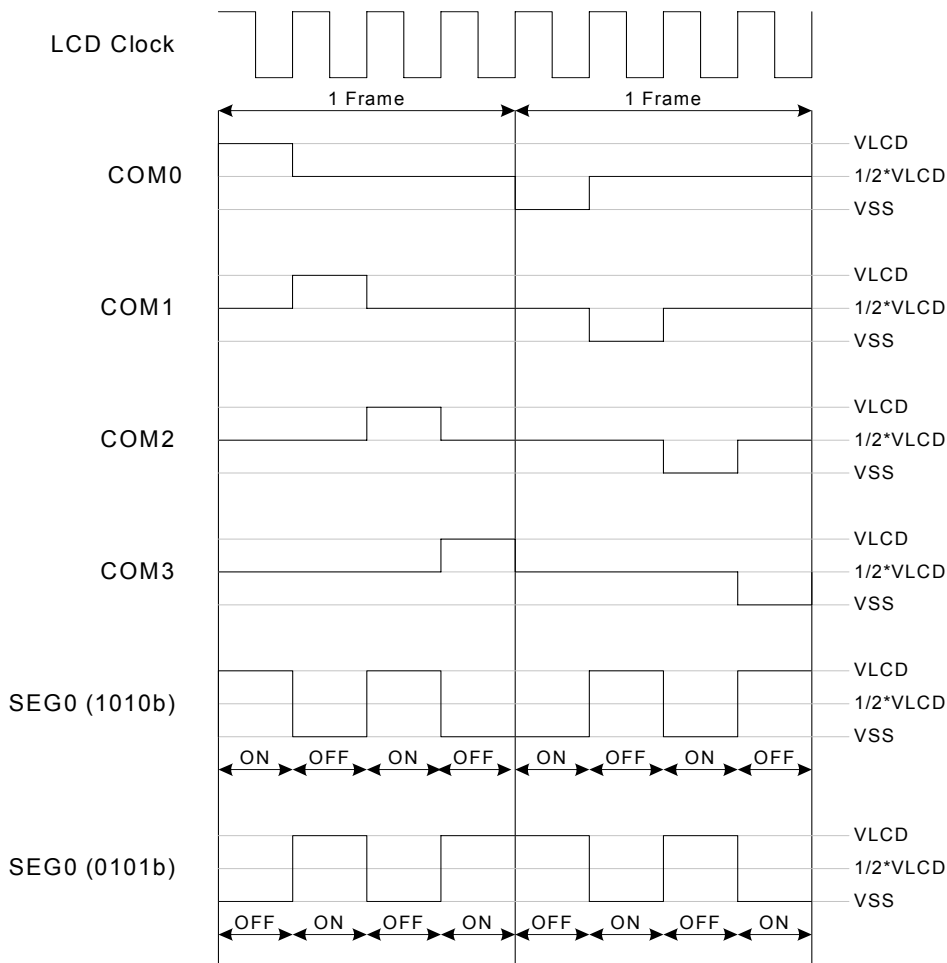 LCD Clock
1 Frame 1 Frame
COM0
VLCD
1/2*VLCD
VSS
COM1
VLCD
1/2*VLCD
VSS
COM2
VLCD
1/2*VLCD
VSS
COM3
VLCD
1/2*VLCD
VSS
SEG0 (1010b)
VLCD
1/2*VLCD
VSS
ON OFF ON OFF ON OFF ON OFF
SEG0 (0101b)
VLCD
1/2*VLCD
VSS
OFF ON OFF ON OFF ON OFF ON